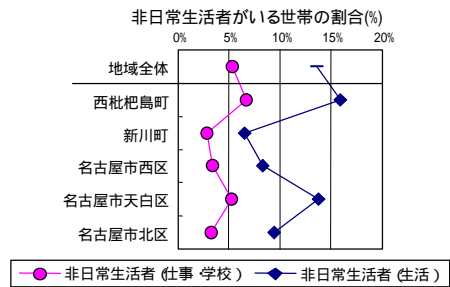 非日常生活者がいる世帯の割合(%)
0% 5% 10% 15% 20%
地域全体
西枇杷島町
新川町
名古屋市西区
名古屋市天白区
名古屋市北区
非日常生活者(仕事・学校) 非日常生活者(生活)